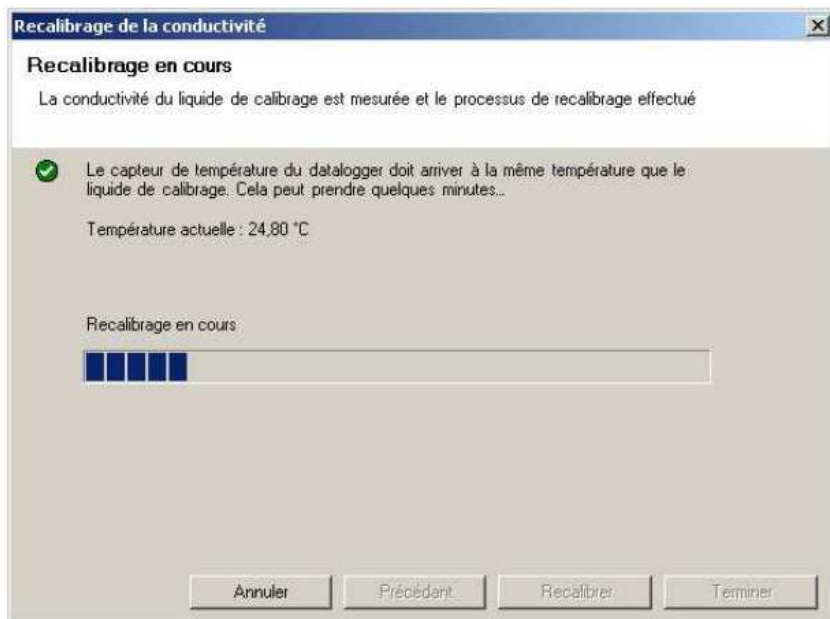 Recalibrage de la conductivité
Recalibrage en cours
La conductivité du liquide de calibrage est mesurée et le processus de recalibrage effectué
Le capteur de température du datalogger doit arriver à la même température que le
liquide de calibrage. Cela peut prendre quelques minutes...
Température actuelle : 24,80 °C
Recalibrage en cours
Annuler Précédant Recalibrer Terminer